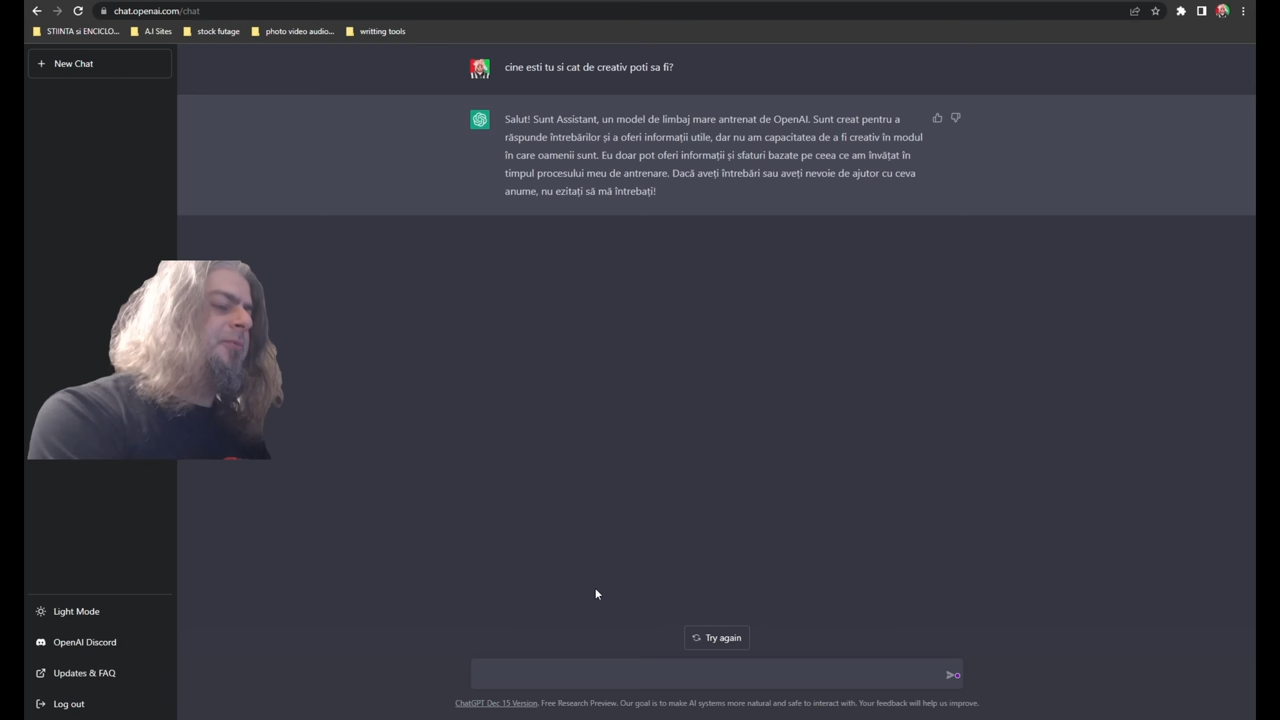 chat.openai.com/chat
STIINTA si ENCICLO...
A.I Sites
stock futage
photo video audio...
writting tools
New Chat
cine esti tu si cat de creativ poti sa fi?
Salut! Sunt Assistant, un model de limbaj mare antrenat de OpenAI. Sunt creat pentru a
răspunde întrebărilor și a oferi informații utile, dar nu am capacitatea de a fi creativ în modul
în care oamenii sunt. Eu doar pot oferi informații și sfaturi bazate pe ceea ce am învățat în
timpul procesului meu de antrenare. Dacă aveți întrebări sau aveți nevoie de ajutor cu ceva
anume, nu ezitați să mă întrebați!
Light Mode
OpenAI Discord
Updates & FAQ
Log out
Try again
ChatGPT Dec 15 Version. Free Research Preview. Our goal is to make AI systems more natural and safe to interact with. Your feedback will help us improve.